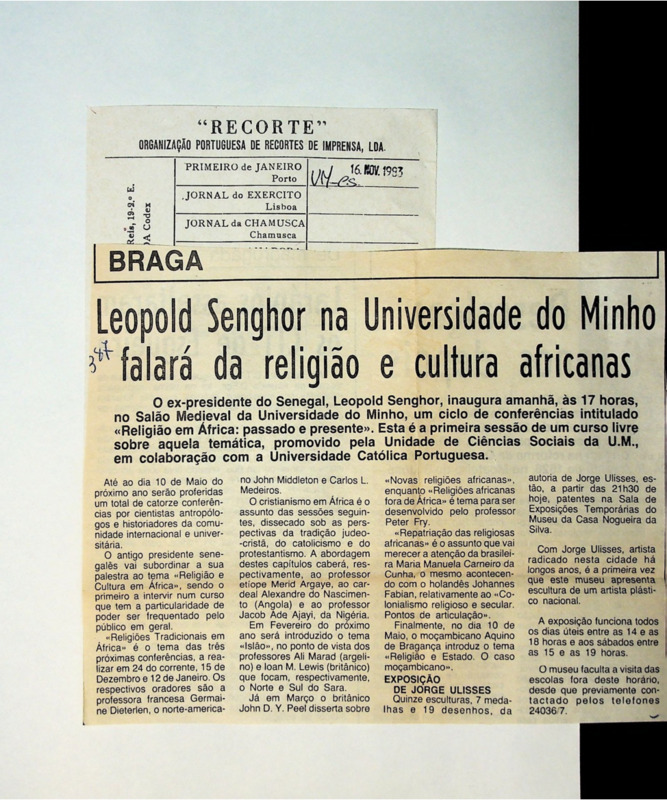 "RECORTE"
ORGANIZAÇÃO PORTUGUESA DE RECORTES DE IMPRENSA, LDA.
Reis, 19-2.º E.
A Codex
PRIMEIRO de JANEIRO
Porto
16. NOV. 1993
JORNAL do EXERCITO
Lisboa
JORNAL da CHAMUSCA
Chamusca
BRAGA
Leopold Senghor na Universidade do Minho
falará da religião e cultura africanas
387
O ex-presidente do Senegal, Leopold Senghor, inaugura amanhã, às 17 horas,
no Salão Medieval da Universidade do Minho, um ciclo de conferências intitulado
«Religião em África: passado e presente». Esta é a primeira sessão de um curso livre
sobre aquela temática, promovido pela Unidade de Ciências Sociais da U.M.,
em colaboração com a Universidade Católica Portuguesa.
Até ao dia 10 de Maio do
próximo ano serão proferidas
um total de catorze conferên-
cias por cientistas antropólo-
gos e historiadores da comu-
nidade internacional e univer-
sitária.
O antigo presidente sene-
galês vai subordinar a sua
palestra ao tema «Religião e
Cultura em África», sendo o
primeiro a intervir num curso
que tem a particularidade de
poder ser frequentado pelo
público em geral.
«Religiões Tradicionais em
África» é o tema das três
próximas conferências, a rea-
lizar em 24 do corrente, 15 de
Dezembro e 12 de Janeiro. Os
respectivos oradores são a
professora francesa Germai-
ne Dieterlen, o norte-america-
no John Middleton e Carlos L.
Medeiros.
O cristianismo em África é o
assunto das sessões seguin-
tes, dissecado sob as pers-
pectivas da tradição judeo-
-cristã, do catolicismo e do
protestantismo. A abordagem
destes capítulos caberá, res-
pectivamente, ao professor
etíope Merid Argaye, ao car-
deal Alexandre do Nascimen-
to (Angola) e ao professor
Jacob Ade Ajayi, da Nigéria.
Em Fevereiro do próximo
ano será introduzido o tema
«Islão», no ponto de vista dos
professores Ali Marad (argeli-
no) e Ioan M. Lewis (britânico)
que focam, respectivamente,
o Norte e Sul do Sara.
Já em Março o britânico
John D. Y. Peel disserta sobre
«Novas religiões africanas»,
enquanto «Religiões africanas
fora de África» é tema para ser
desenvolvido pelo professor
Peter Fry.
«Repatriação das religiosas
africanas» é o assunto que vai
merecer a atenção da brasilei-
ra Maria Manuela Carneiro da
Cunha, o mesmo acontecen-
do com o holandês Johannes
Fabian, relativamente ao «Co-
lonialismo religioso e secular.
Pontos de articulação».
Finalmente, no dia 10 de
Maio, o moçambicano Aquino
de Bragança introduz o tema
«Religião e Estado. O caso
moçambicano».
EXPOSIÇÃO
DE JORGE ULISSES
Quinze esculturas, 7 meda-
lhas e 19 desenhos, da
autoria de Jorge Ulisses, es-
tão, a partir das 21h30 de
hoje, patentes na Sala de
Exposições Temporárias do
Museu da Casa Nogueira da
Silva.
Com Jorge Ulisses, artista
radicado nesta cidade há
longos anos, é a primeira vez
que este museu apresenta
escultura de um artista plásti-
co nacional.
A exposição funciona todos
os dias úteis entre as 14 e as
18 horas e aos sábados entre
as 15 e as 19 horas.
O museu faculta a visita das
escolas fora deste horário,
desde que previamente con-
tactado pelos telefones
24036/7.